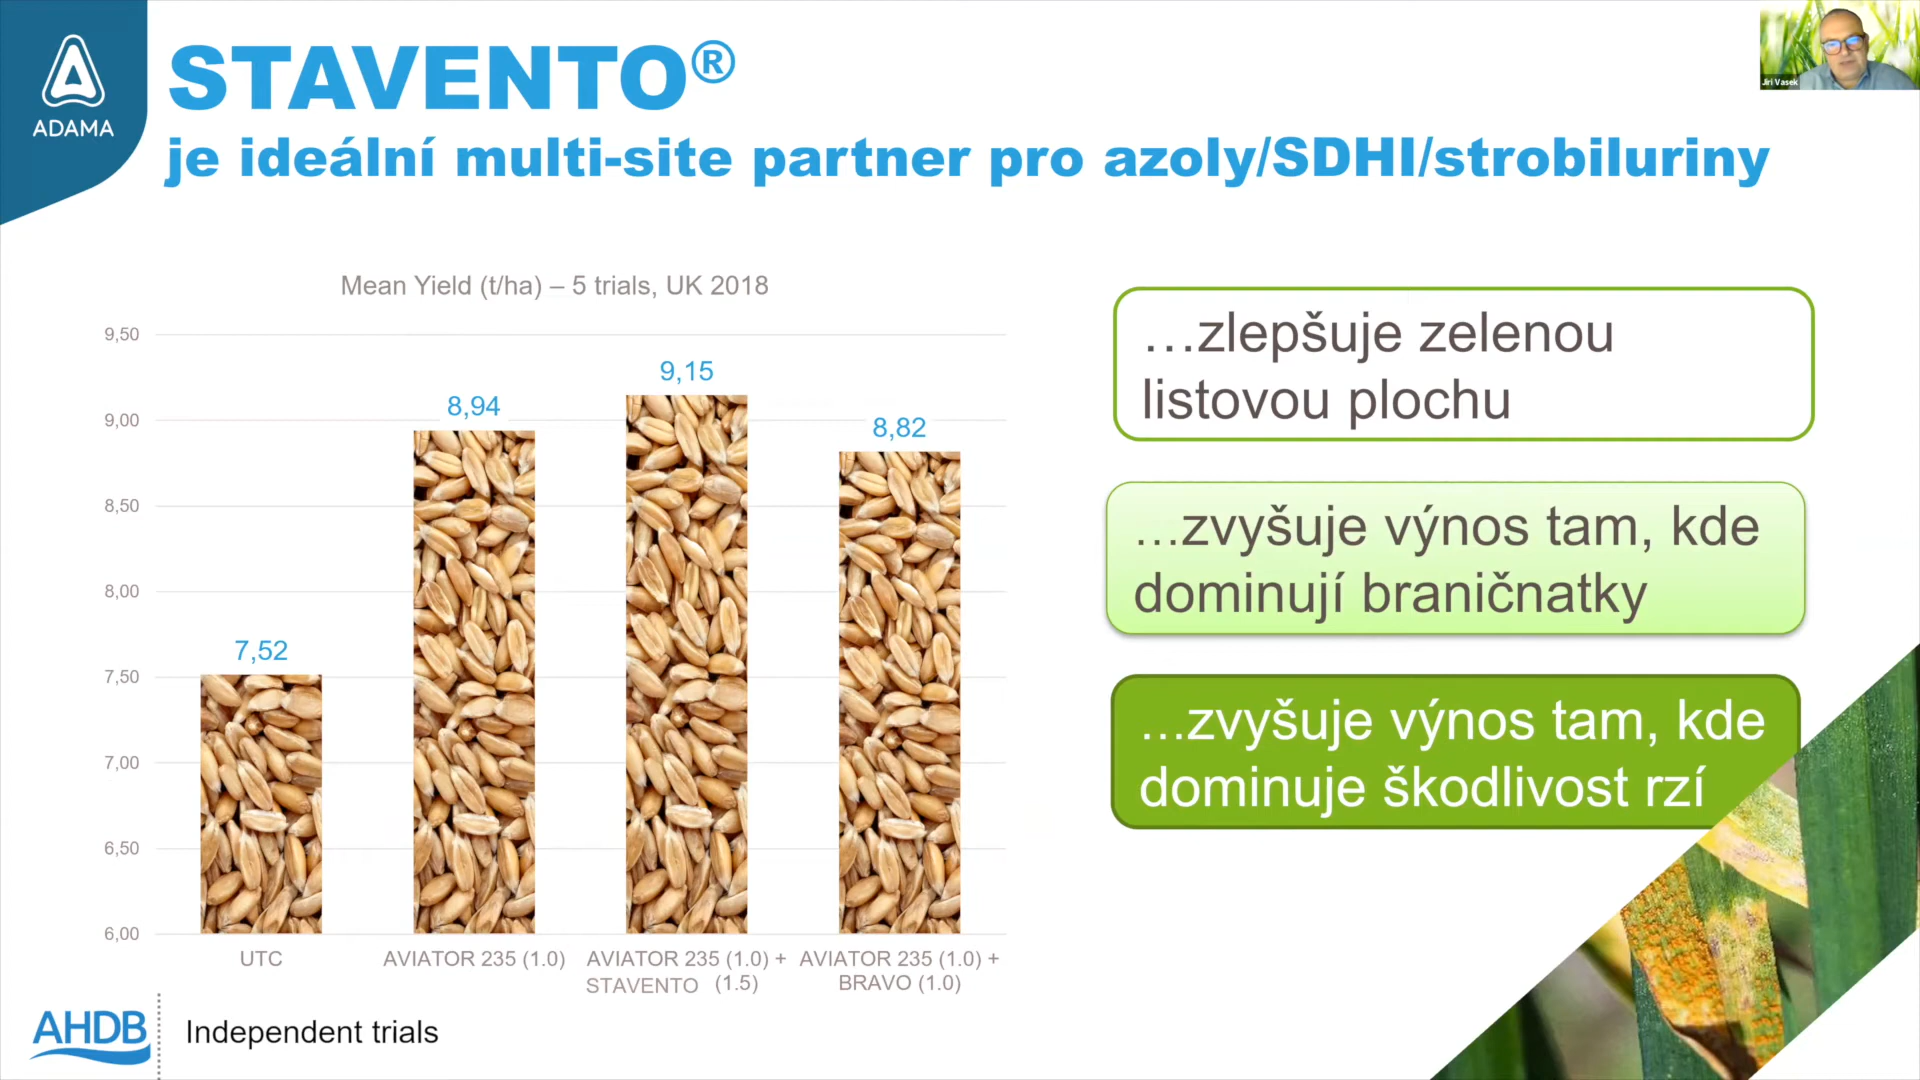 ADAMA
STAVENTO®
je ideální multi-site partner pro azoly/SDHI/strobiluriny
Jiri Vasek
Mean Yield (t/ha) – 5 trials, UK 2018
9,50
9,00
8,50
8,00
7,50
7,00
6,50
6,00
7,52
8,94
9,15
8,82
UTC
AVIATOR 235 (1.0)
AVIATOR 235 (1.0) +
STAVENTO (1.5)
AVIATOR 235 (1.0) +
BRAVO (1.0)
…zlepšuje zelenou
listovou plochu
…zvyšuje výnos tam, kde
dominují braničnatky
…zvyšuje výnos tam, kde
dominuje škodlivost rzí
AHDB
Independent trials